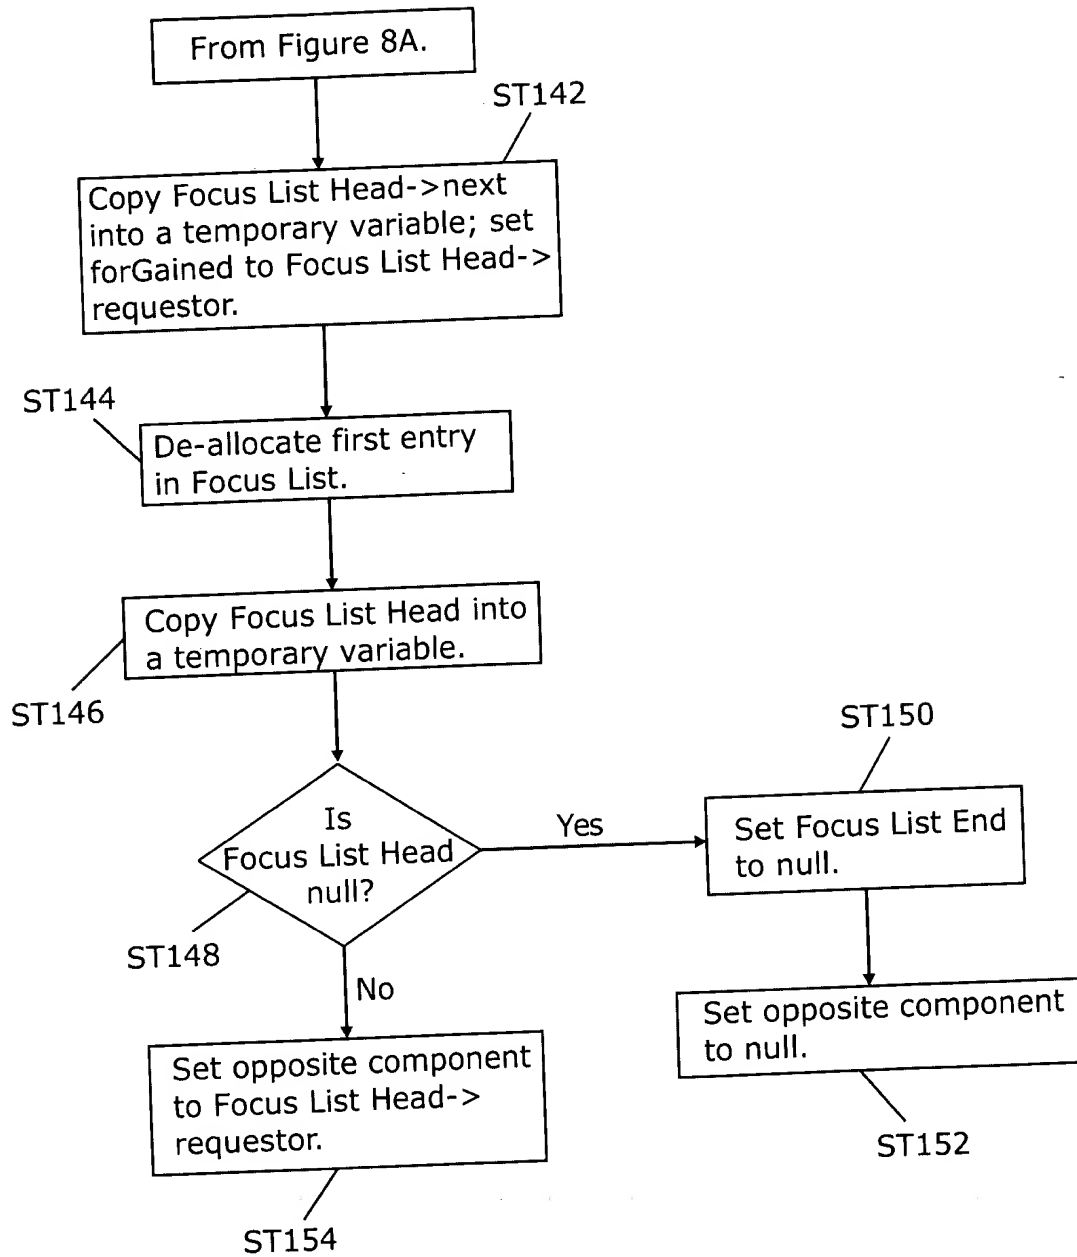 From Figure 8A.
ST142
Copy Focus List Head->next
into a temporary variable; set
forGained to Focus List Head->
requestor.
ST144
De-allocate first entry
in Focus List.
Copy Focus List Head into
a temporary variable.
ST146
Is
Focus List Head
null?
ST148
Yes
ST150
Set Focus List End
to null.
No
Set opposite component
to null.
ST152
Set opposite component
to Focus List Head->
requestor.
ST154